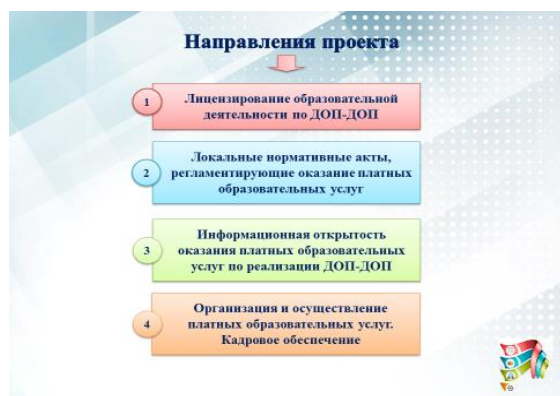 Направления проекта
1
Лицензирование образовательной
деятельности по ДОП-ДОП
2
Локальные нормативные акты,
регламентирующие оказание платных
образовательных услуг
3
Информационная открытость
оказания платных образовательных
услуг по реализации ДОП-ДОП
4
Организация и осуществление
платных образовательных услуг.
Кадровое обеспечение